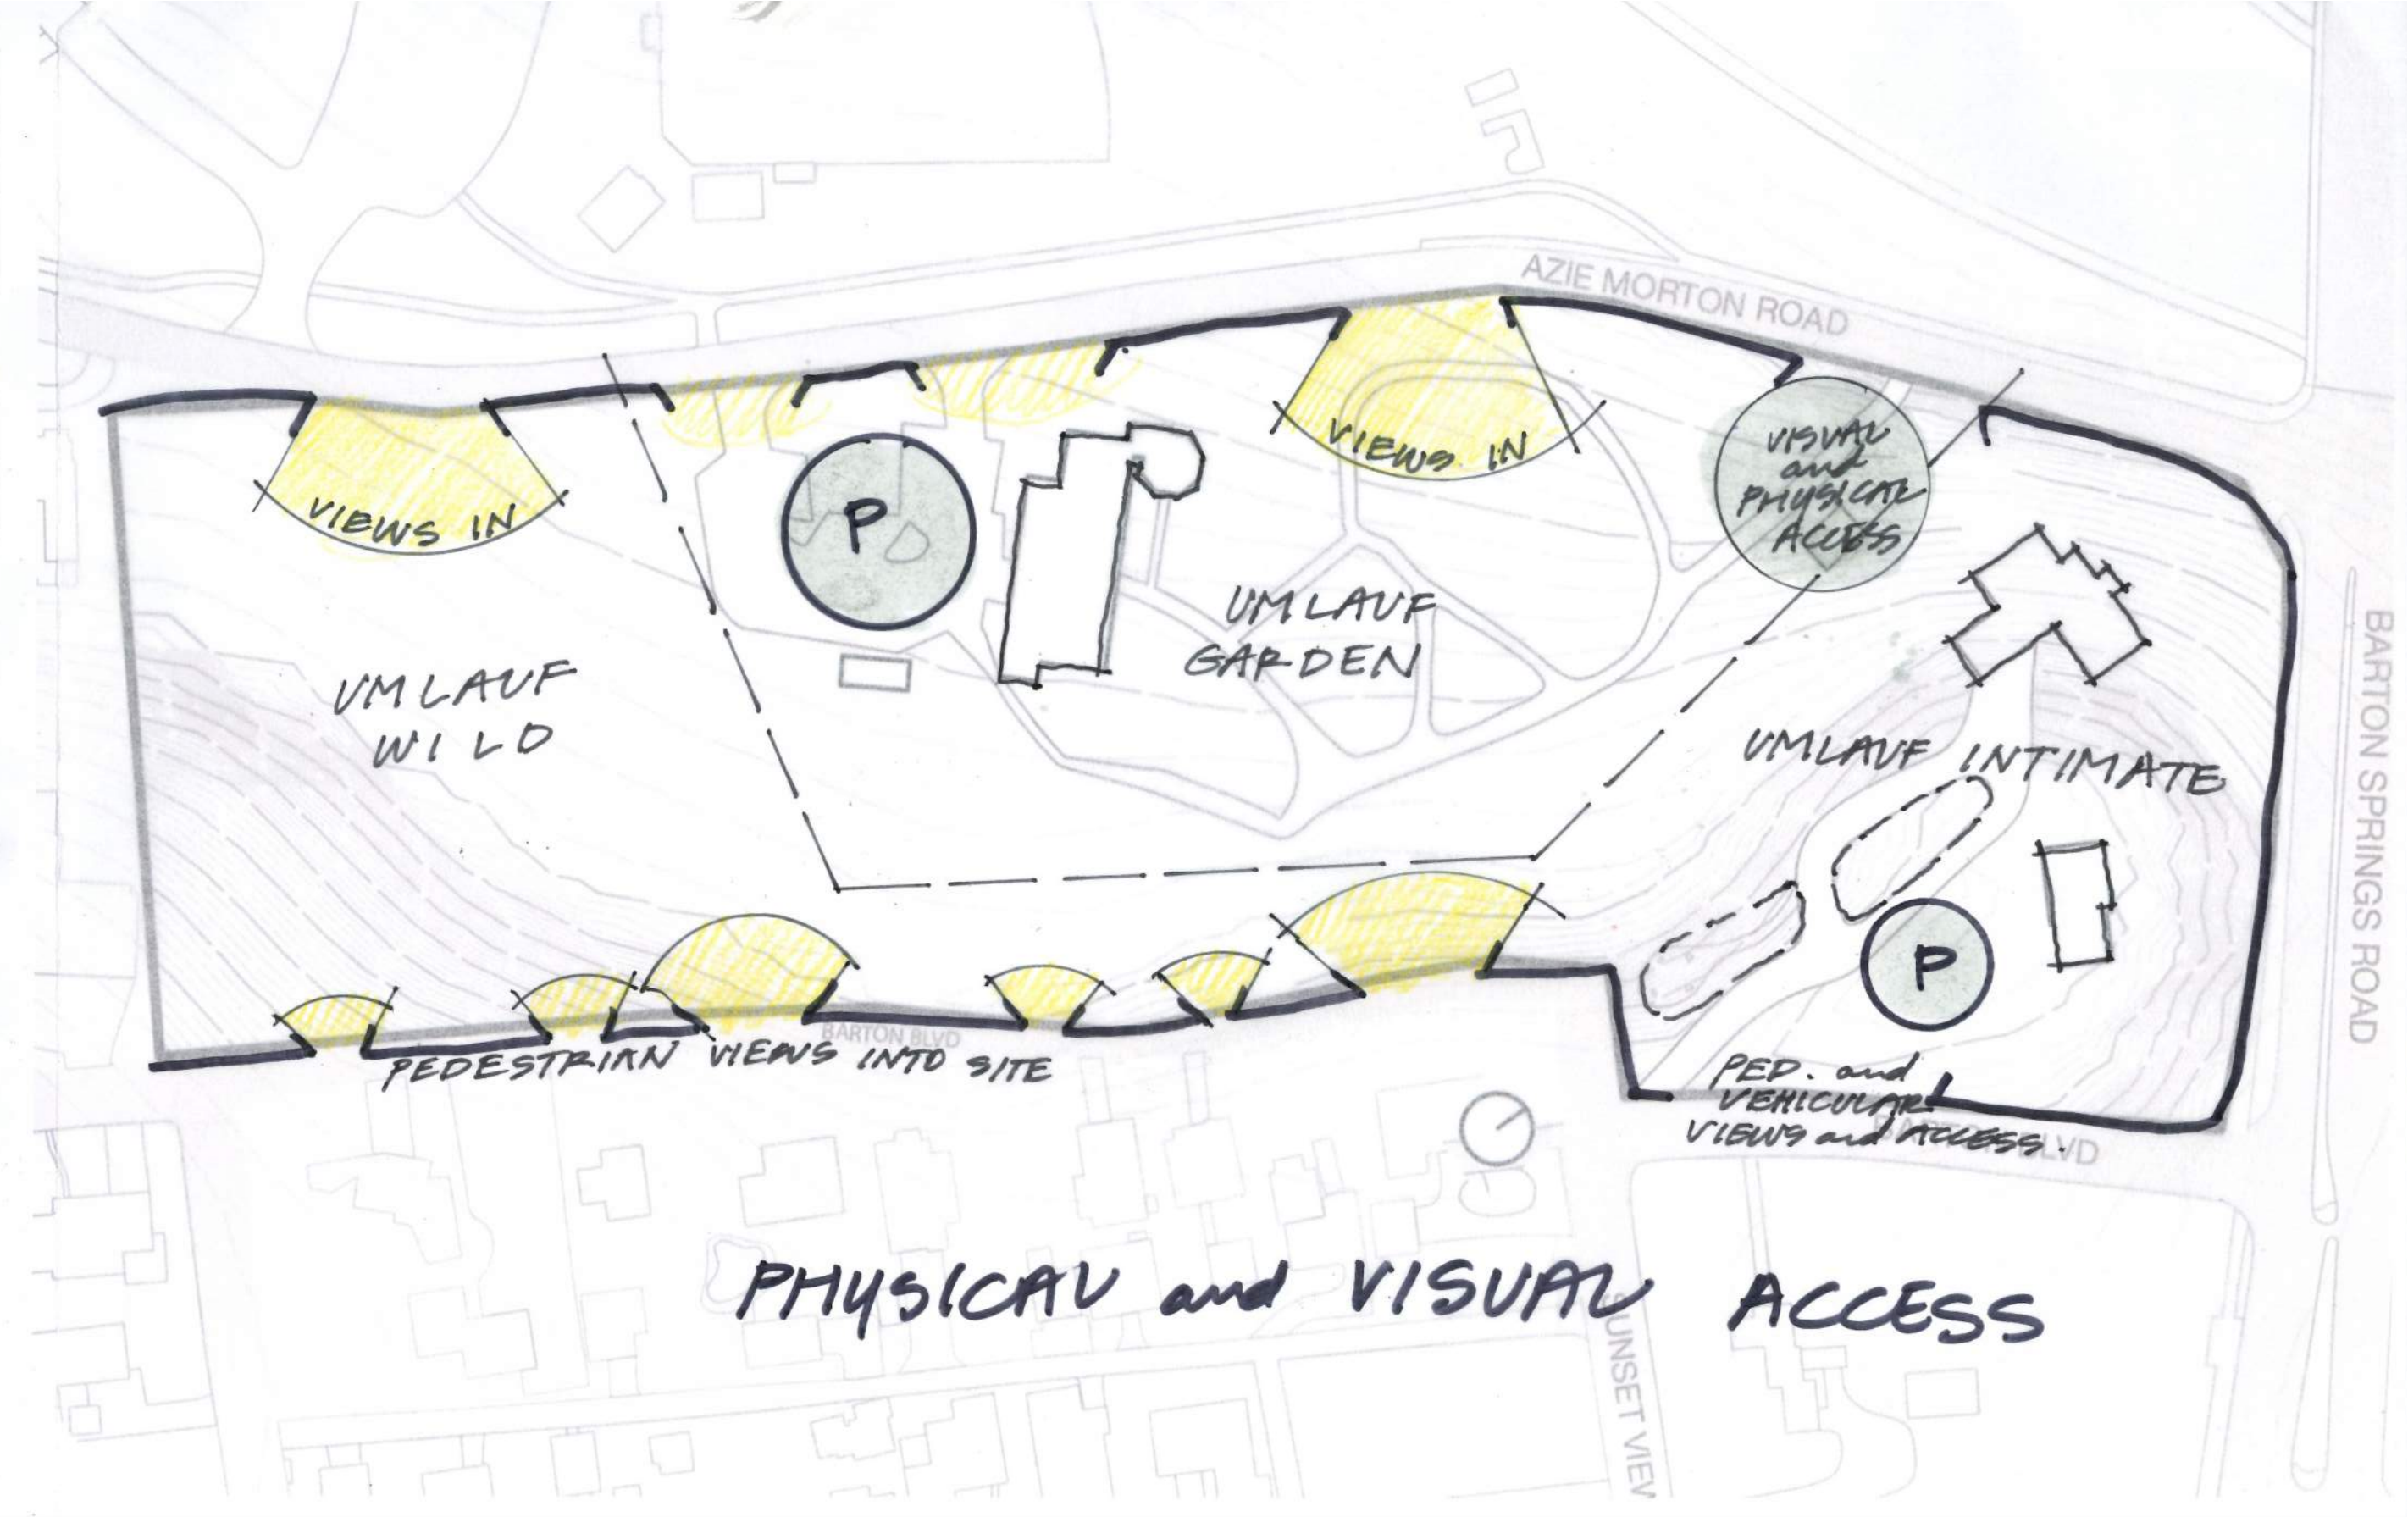 AZIE MORTON ROAD
VIEWS IN
VIEWS IN
VISUAL
and
PHYSICAL
ACCESS
P
UMLAUF
GARDEN
UMLAUF
WILD
UMLAUF INTIMATE
BARTON SPRINGS ROAD
P
BARTON BLVD
PEDESTRIAN VIEWS INTO SITE
PED. and
VEHICULAR
VIEWS and ACCESS.
BARTON BLVD
PHYSICAL and VISUAL ACCESS
SUNSET VIEW